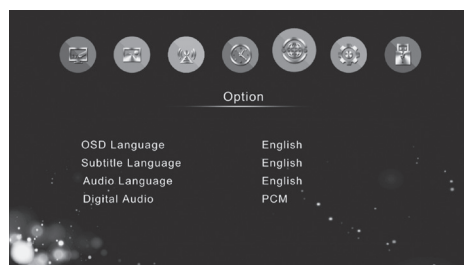 Option
OSD Language English
Subtitle Language English
Audio Language English
Digital Audio PCM